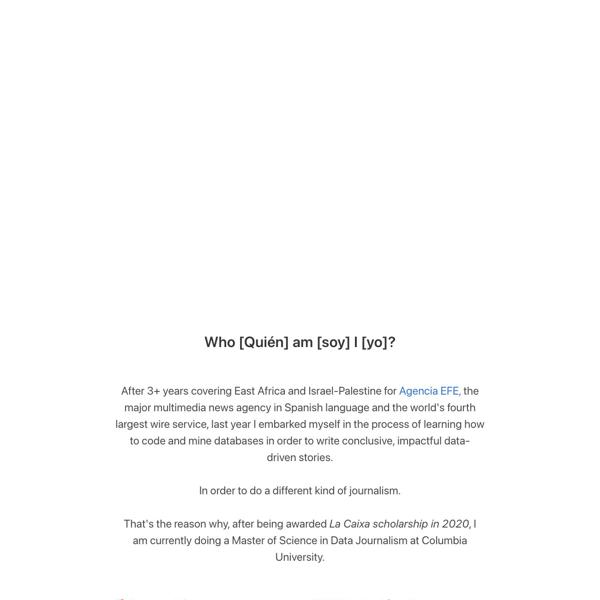 Who [Quién] am [soy] I [yo]?
After 3+ years covering East Africa and Israel-Palestine for Agencia EFE, the
major multimedia news agency in Spanish language and the world's fourth
largest wire service, last year I embarked myself in the process of learning how
to code and mine databases in order to write conclusive, impactful data-
driven stories.
In order to do a different kind of journalism.
That's the reason why, after being awarded La Caixa scholarship in 2020, I
am currently doing a Master of Science in Data Journalism at Columbia
University.